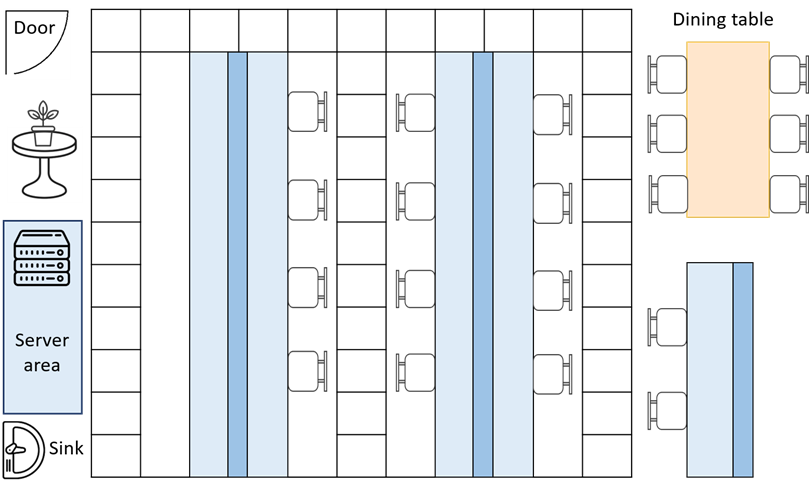 Door
Dining table
Server
area
Sink